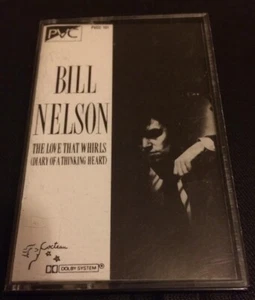 PVC
BILL
NELSON
THE LOVE THAT WHIRLS
(DIARY OF A THINKING HEART)
DOLBY SYSTEM